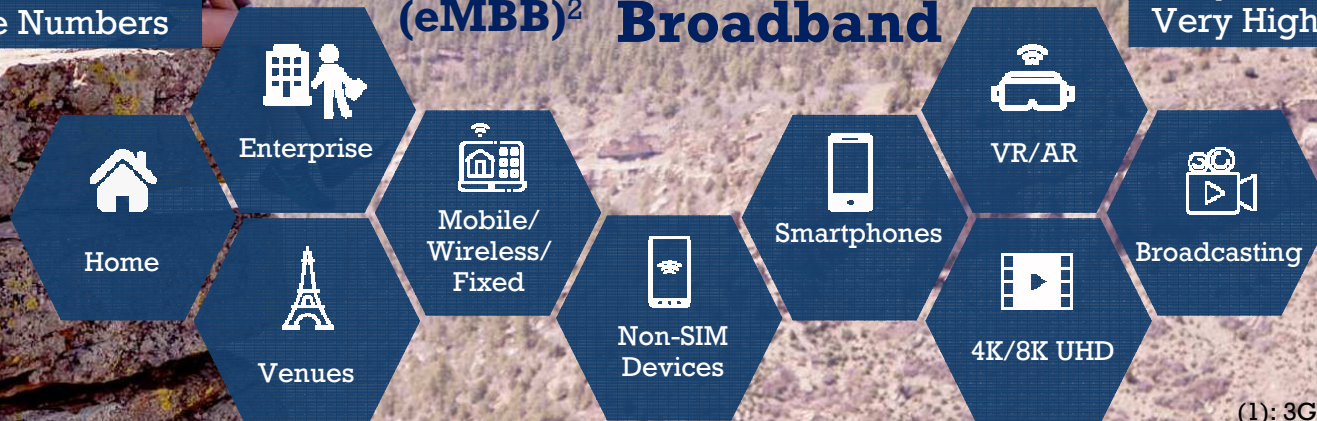 e Numbers
(eMBB)² Broadband
Very High
Enterprise
VR/AR
Home
Mobile/
Wireless/
Fixed
Smartphones
Broadcasting
Venues
Non-SIM
Devices
4K/8K UHD
(1): 3G